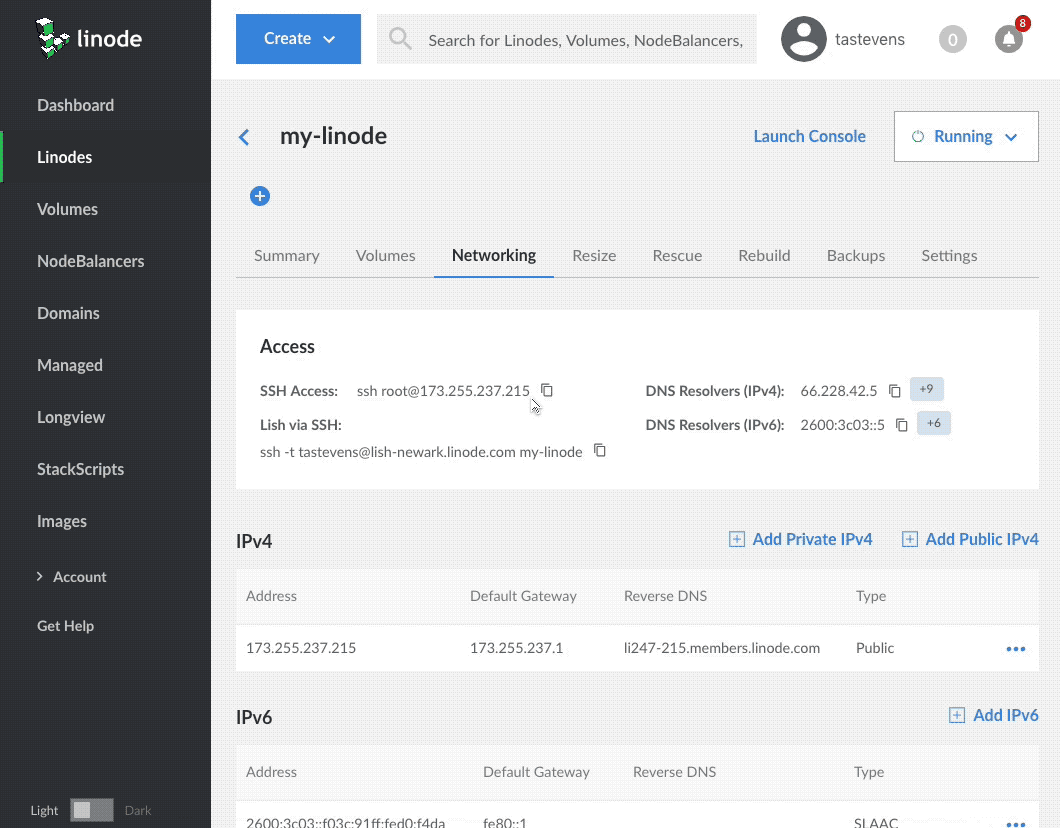 linode
Create
Search for Linodes, Volumes, NodeBalancers,
tastevens
0
8
Dashboard
Linodes
Volumes
NodeBalancers
Domains
Managed
Longview
StackScripts
Images
Account
Get Help
Light Dark
my-linode
Launch Console
Running
Summary Volumes Networking Resize Rescue Rebuild Backups Settings
Access
SSH Access: ssh root@173.255.237.215
Lish via SSH:
ssh -t tastevens@lish-newark.linode.com my-linode
DNS Resolvers (IPv4): 66.228.42.5 +9
DNS Resolvers (IPv6): 2600:3c03::5 +6
IPv4 Add Private IPv4 Add Public IPv4
Address Default Gateway Reverse DNS Type
173.255.237.215 173.255.237.1 li247-215.members.linode.com Public
IPv6 Add IPv6
Address Default Gateway Reverse DNS Type
2600:3c03::f03c:91ff:fed0:f4da fe80::1 SLAAC